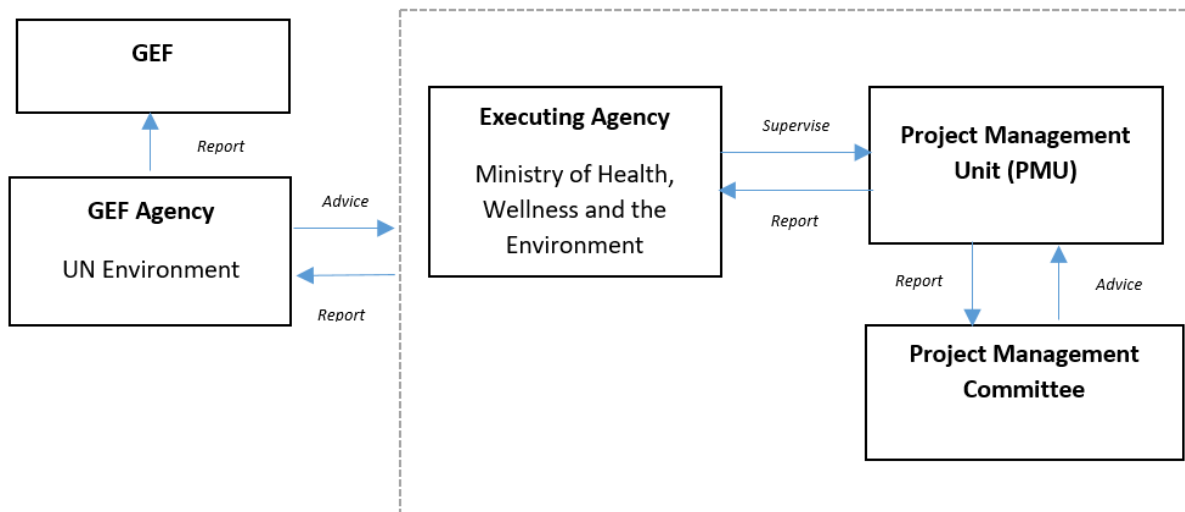 GEF
Report
GEF Agency
UN Environment
Advice
Report
Executing Agency
Ministry of Health,
Wellness and the
Environment
Supervise
Report
Project Management
Unit (PMU)
Report
Advice
Project Management
Committee